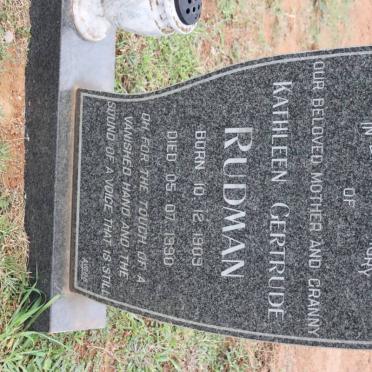 IN
OF
OUR BELOVED MOTHER AND GRANNY
KATHLEEN GERTRUDE
RUDMAN
BORN 10. 12. 1909
DIED 05. 07. 1990
OH, FOR THE TOUCH OF A
VANISHED HAND AND THE
SOUND OF A VOICE THAT IS STILL